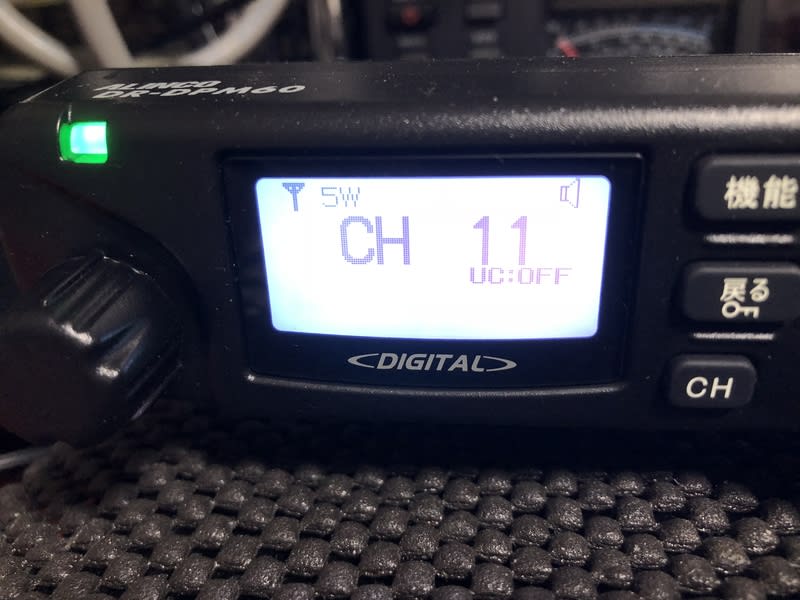 ALINCO
DR-DPM60
5W
CH 11
UC:OFF
DIGITAL
機能
戻る
CH